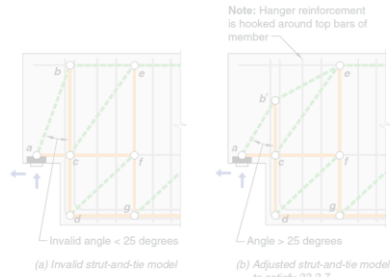 Note: Hanger reinforcement
is hooked around top bars of
member
b
e
e
b'
a
c
f
a
c
f
d
g
d
g
Invalid angle < 25 degrees
Angle > 25 degrees
(a) Invalid strut-and-tie model
(b) Adjusted strut-and-tie model
to satisfy 23.2.7